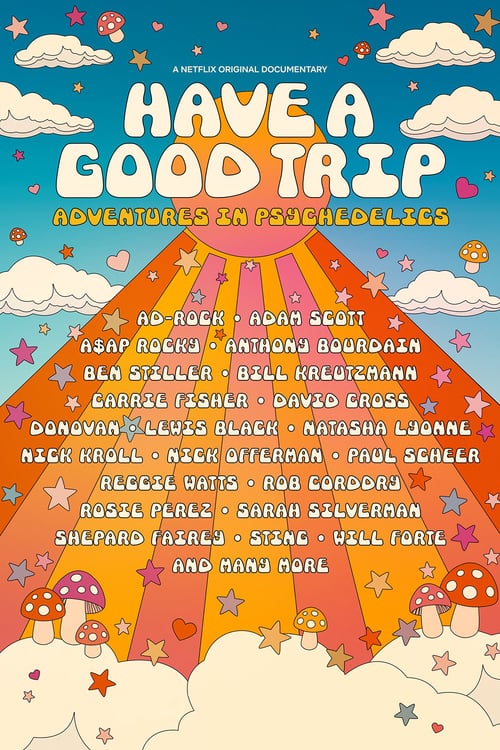 A NETFLIX ORIGINAL DOCUMENTARY
HAVE A
GOOD TRIP
ADVENTURES IN PSYCHEDELICS
AD-ROCK • ADAM SCOTT
A$AP ROCKY • ANTHONY BOURDAIN
BEN STILLER • BILL KREUTZMANN
CARRIE FISHER • DAVID CROSS
DONOVAN • LEWIS BLACK • NATASHA LYONNE
NICK KROLL • NICK OFFERMAN • PAUL SCHEER
REGGIE WATTS • ROB CORDDRY
ROSIE PEREZ • SARAH SILVERMAN
SHEPARD FAIREY • STING • WILL FORTE
AND MANY MORE